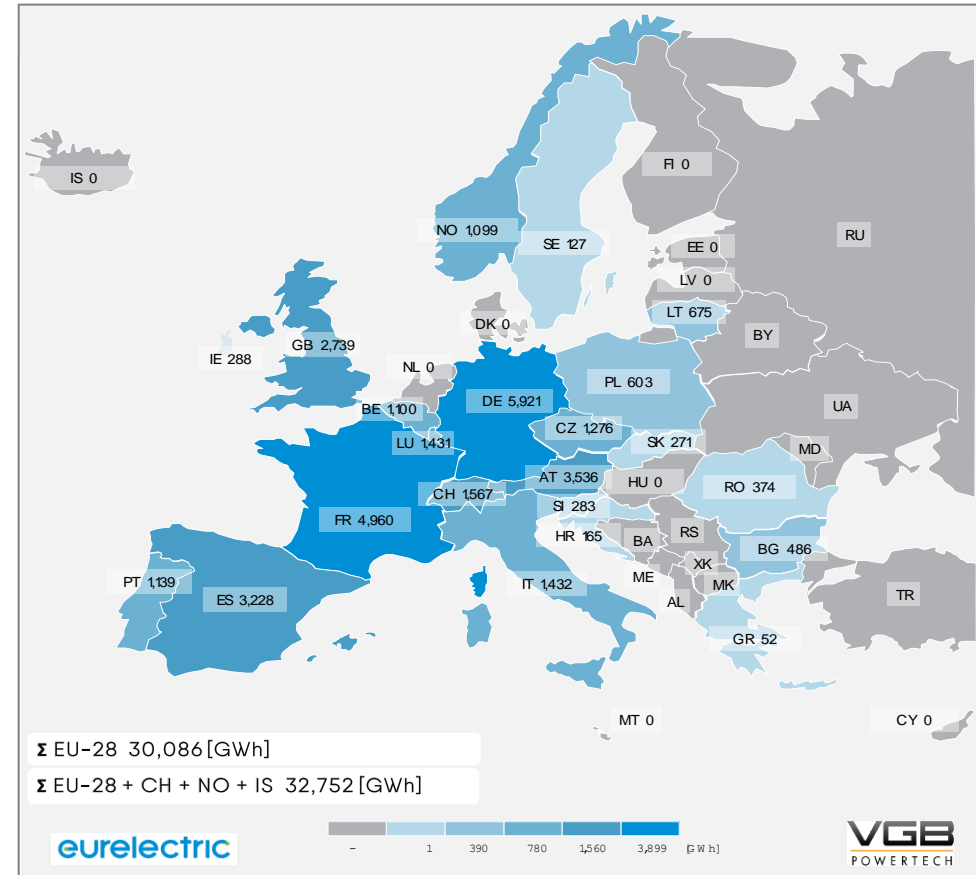 IS 0
FI 0
NO 1,099
RU
SE 127
EE 0
LV 0
LT 675
DK 0
BY
GB 2,739
IE 288
NL 0
PL 603
DE 5,921
BE 1,100
UA
CZ 1,276
LU 1,431
SK 271
MD
AT 3,536
HU 0
RO 374
CH 1,567
SI 283
FR 4,960
HR 165
BA
RS
BG 486
XK
ME
MK
PT 1,139
IT 1,432
ES 3,228
AL
TR
GR 52
MT 0
CY 0
Σ EU-28 30,086 [GWh]
Σ EU-28 + CH + NO + IS 32,752 [GWh]
eurelectric
– 1 390 780 1,560 3,899 [GWh]
VGB
POWERTECH